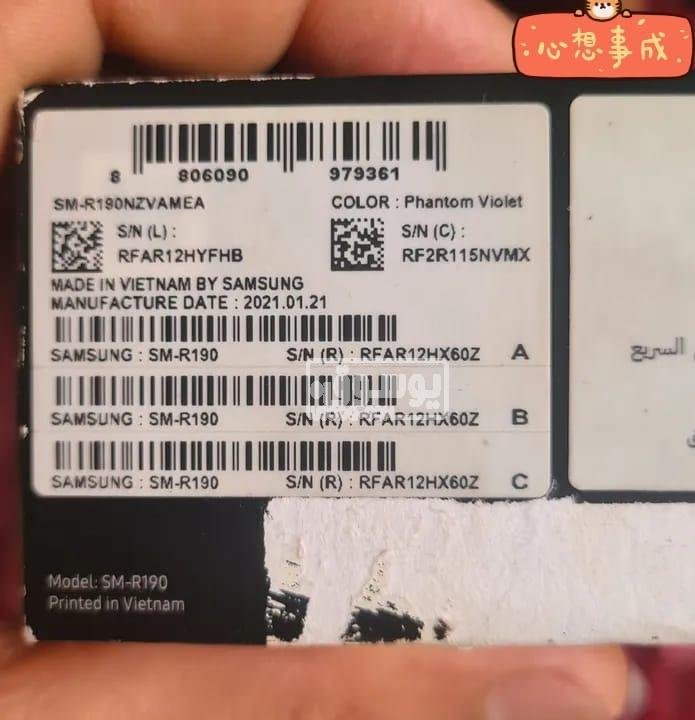 心想事成
8 806090 979361
SM-R190NZVAMEA COLOR : Phantom Violet
S/N (L) : S/N (C) :
RFAR12HYFHB RF2R115NVMX
MADE IN VIETNAM BY SAMSUNG
MANUFACTURE DATE : 2021.01.21
SAMSUNG : SM-R190 S/N (R) : RFAR12HX60Z A
السريع
SAMSUNG : SM-R190 S/N (R) : RFAR12HX60Z B
SAMSUNG : SM-R190 S/N (R) : RFAR12HX60Z C
Model: SM-R190
Printed in Vietnam